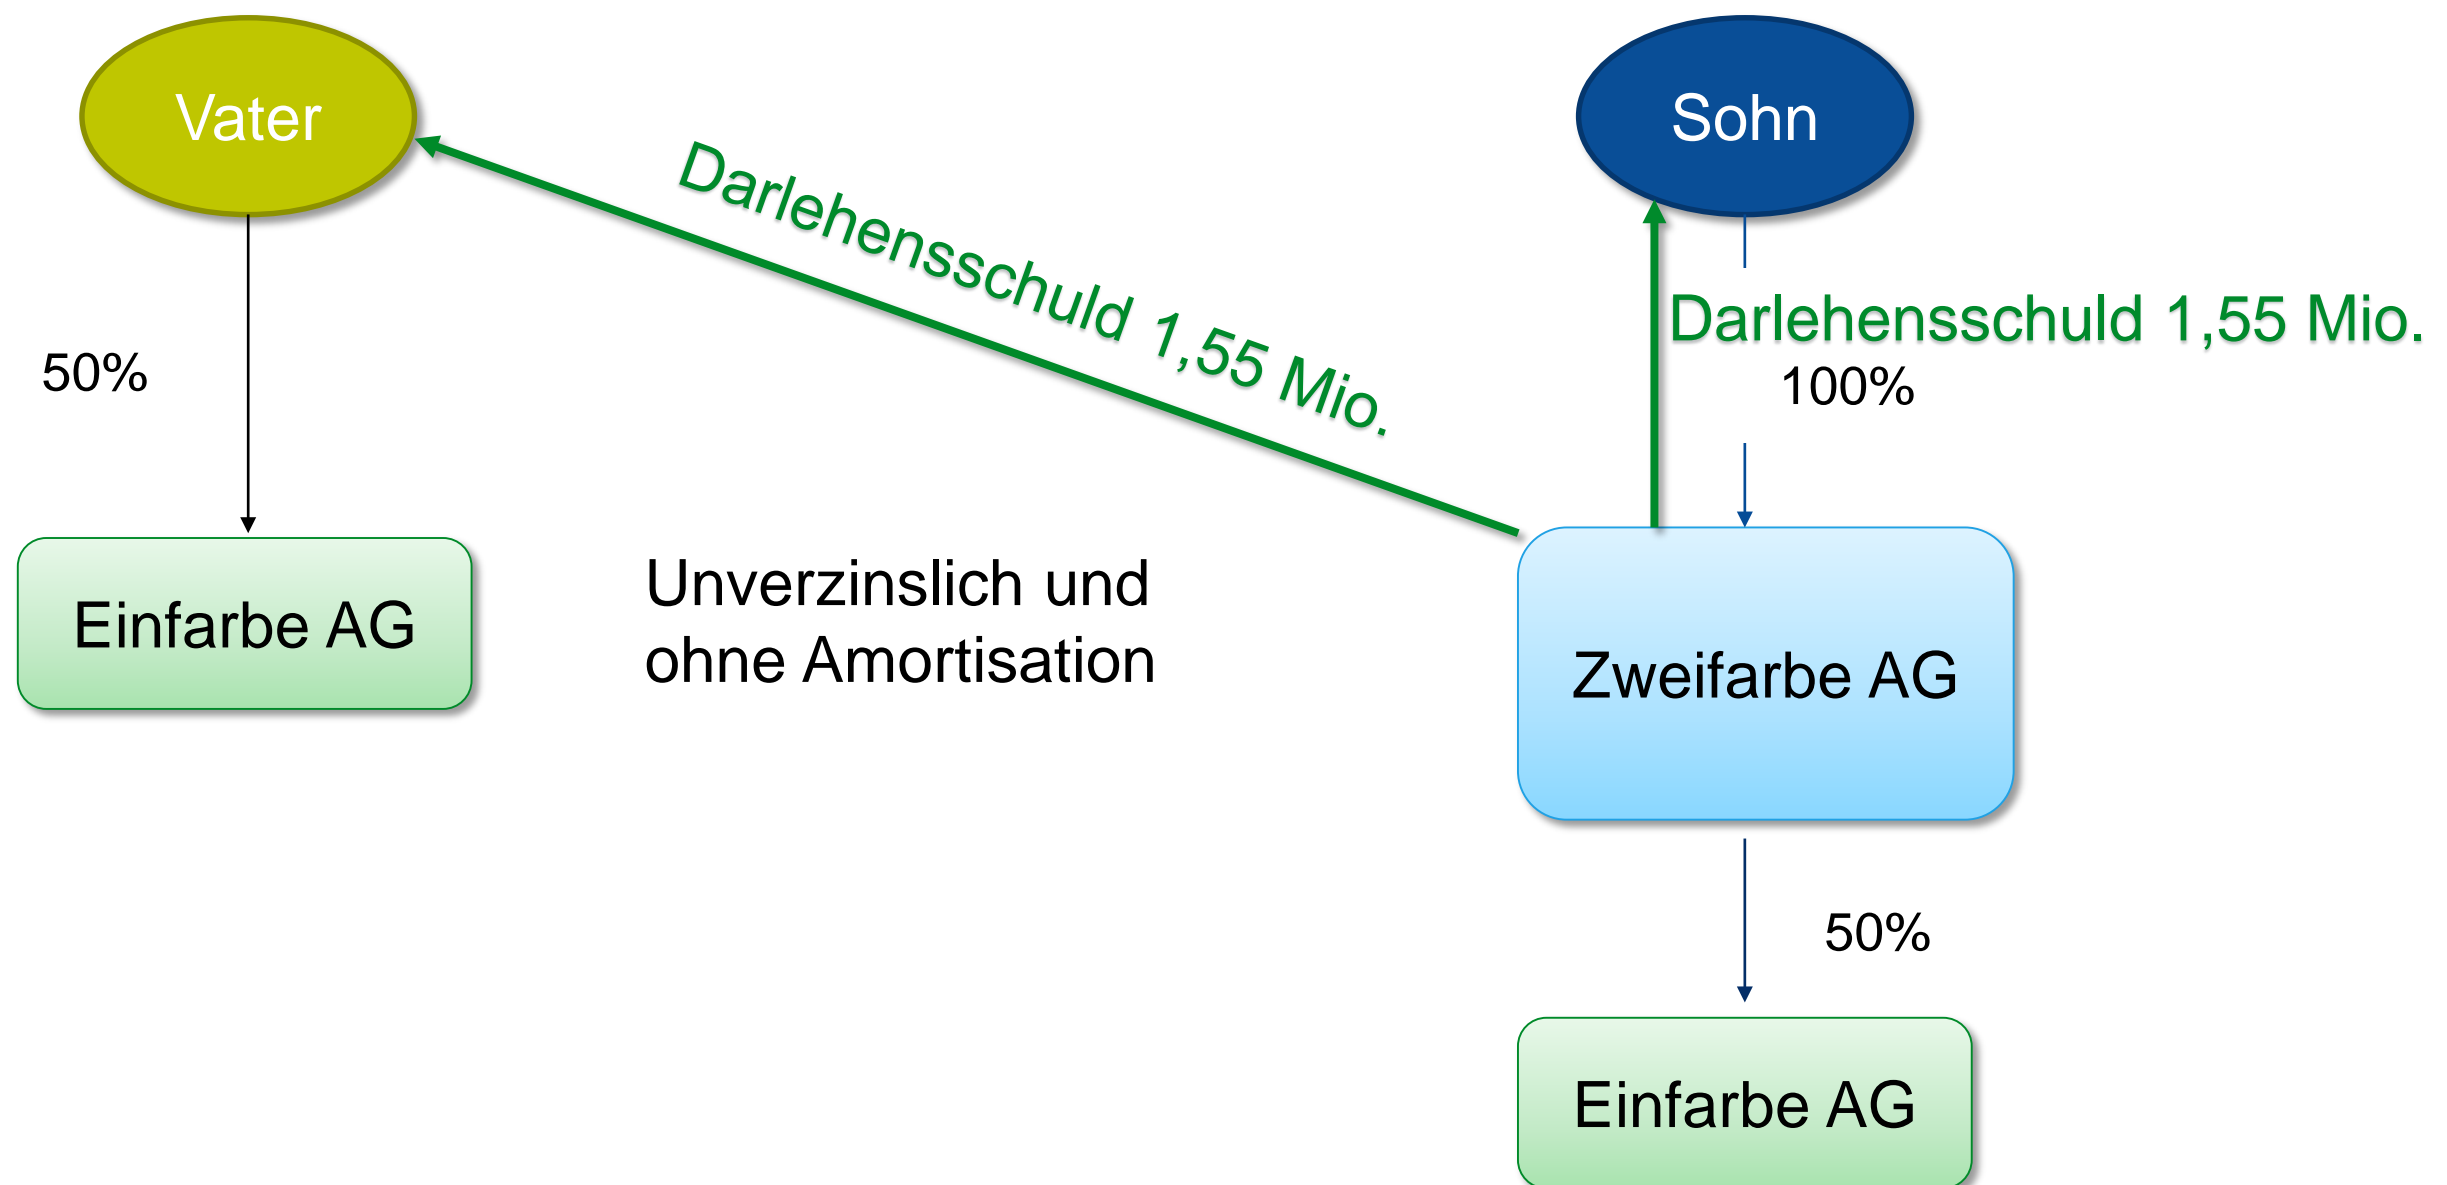 Vater
Sohn
Darlehensschuld 1,55 Mio.
Darlehensschuld 1,55 Mio.
50%
100%
Unverzinslich und
ohne Amortisation
Einfarbe AG
Zweifarbe AG
50%
Einfarbe AG